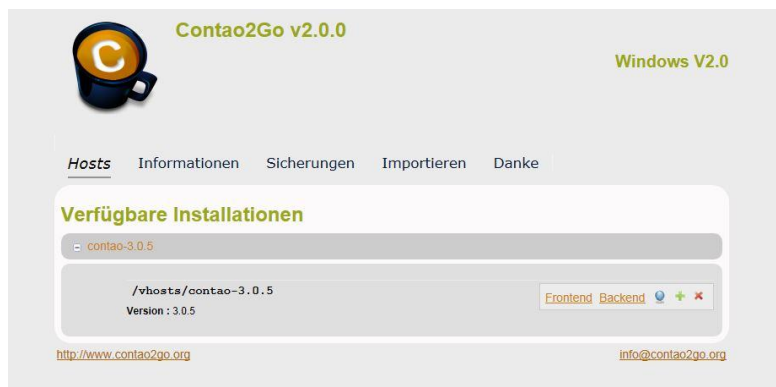 Contao2Go v2.0.0
C
Windows V2.0
Hosts Informationen Sicherungen Importieren Danke
Verfügbare Installationen
contao-3.0.5
/vhosts/contao-3.0.5
Frontend Backend
Version : 3.0.5
http://www.contao2go.org info@contao2go.org